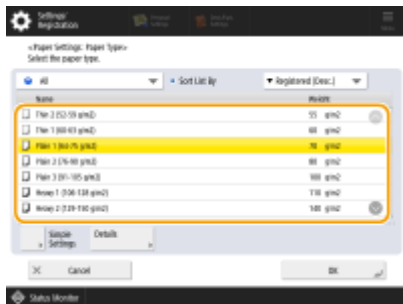 Settings/
Registration
<Paper Settings: Paper Type>
Select the paper type.
All
Sort List By
▼ Registered (Desc.)
Name
Weight
Thin 2 (52-59 g/m2)
55 g/m2
Thin 1 (60-63 g/m2)
60 g/m2
Plain 1 (64-75 g/m2)
70 g/m2
Plain 2 (76-90 g/m2)
80 g/m2
Plain 3 (91-105 g/m2)
100 g/m2
Heavy 1 (106-128 g/m2)
110 g/m2
Heavy 2 (129-150 g/m2)
140 g/m2
Simple
Settings
Details
Cancel
OK
Status Monitor